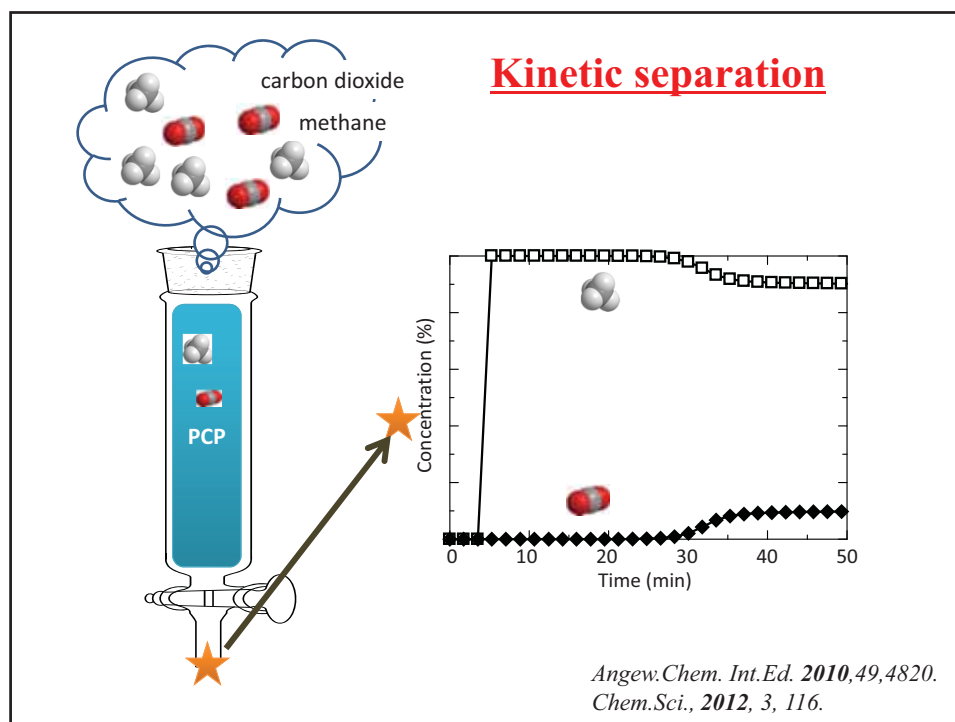 Kinetic separation
carbon dioxide
methane
PCP
Concentration (%)
0 10 20 30 40 50
Time (min)
Angew.Chem. Int.Ed. 2010,49,4820.
Chem.Sci., 2012, 3, 116.